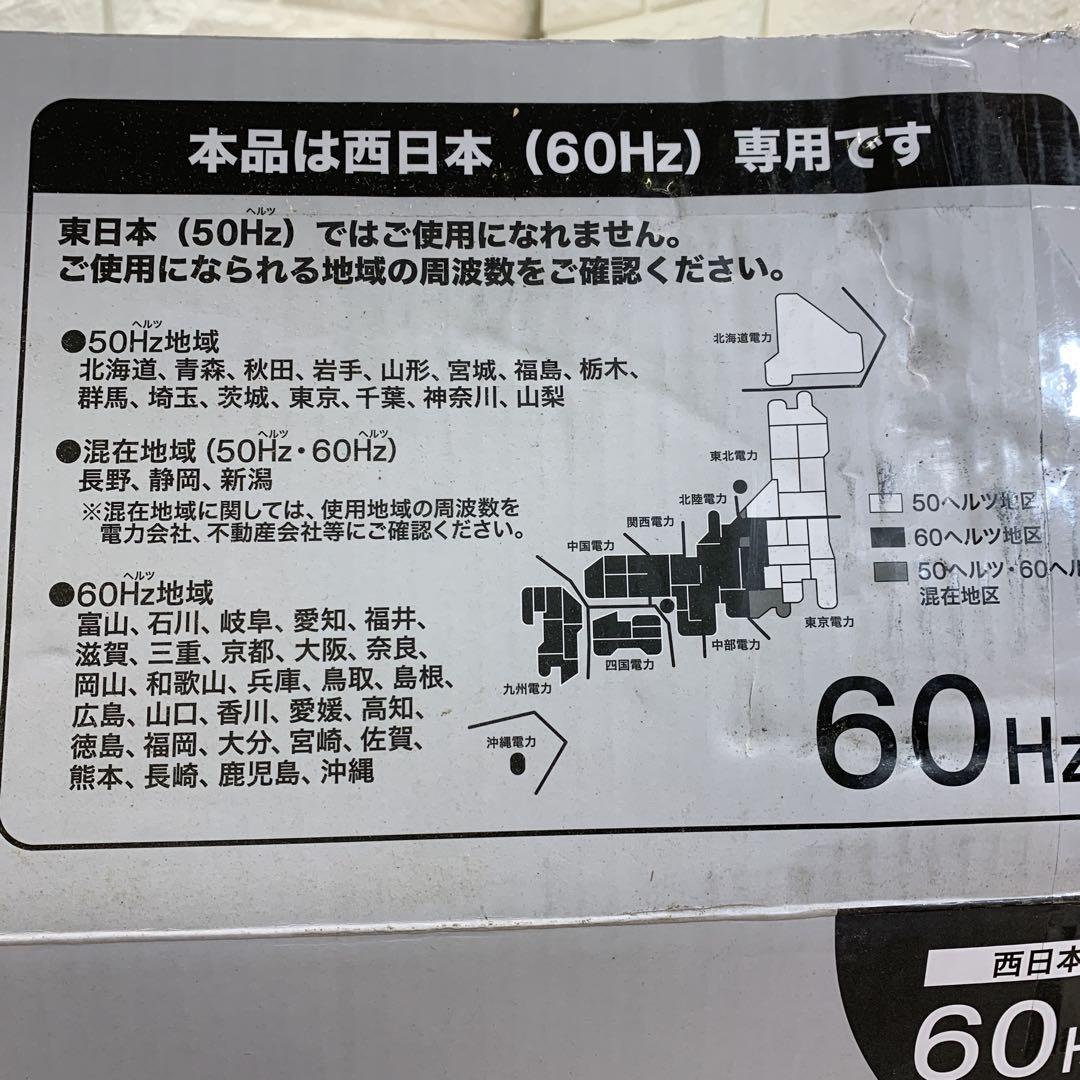 本品は西日本（60Hz）専用です
ヘルツ
東日本（50Hz）ではご使用になれません。
ご使用になられる地域の周波数をご確認ください。
ヘルツ
●50Hz地域
北海道、青森、秋田、岩手、山形、宮城、福島、栃木、
群馬、埼玉、茨城、東京、千葉、神奈川、山梨
ヘルツ ヘルツ
●混在地域（50Hz・60Hz）
長野、静岡、新潟
※混在地域に関しては、使用地域の周波数を
電力会社、不動産会社等にご確認ください。
ヘルツ
●60Hz地域
富山、石川、岐阜、愛知、福井、
滋賀、三重、京都、大阪、奈良、
岡山、和歌山、兵庫、鳥取、島根、
広島、山口、香川、愛媛、高知、
徳島、福岡、大分、宮崎、佐賀、
熊本、長崎、鹿児島、沖縄
北海道電力
東北電力
北陸電力
関西電力
中国電力
東京電力
中部電力
四国電力
九州電力
沖縄電力
50ヘルツ地区
60ヘルツ地区
50ヘルツ・60ヘル
混在地区
60Hz
西日本
60H